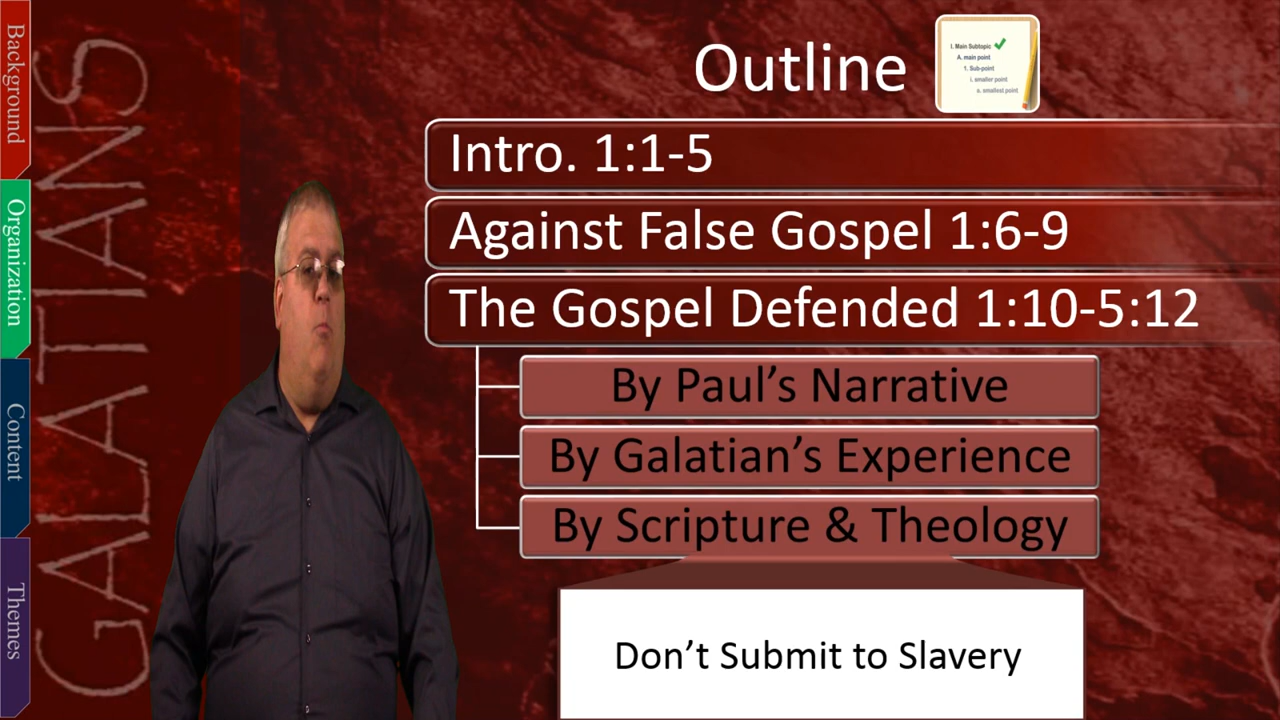 Background
Organization
Content
Themes
GALATIANS
Outline
I. Main Subtopic
A. main point
1. Sub-point
i. smaller point
a. smallest point
Intro. 1:1-5
Against False Gospel 1:6-9
The Gospel Defended 1:10-5:12
By Paul’s Narrative
By Galatian’s Experience
By Scripture & Theology
Don’t Submit to Slavery